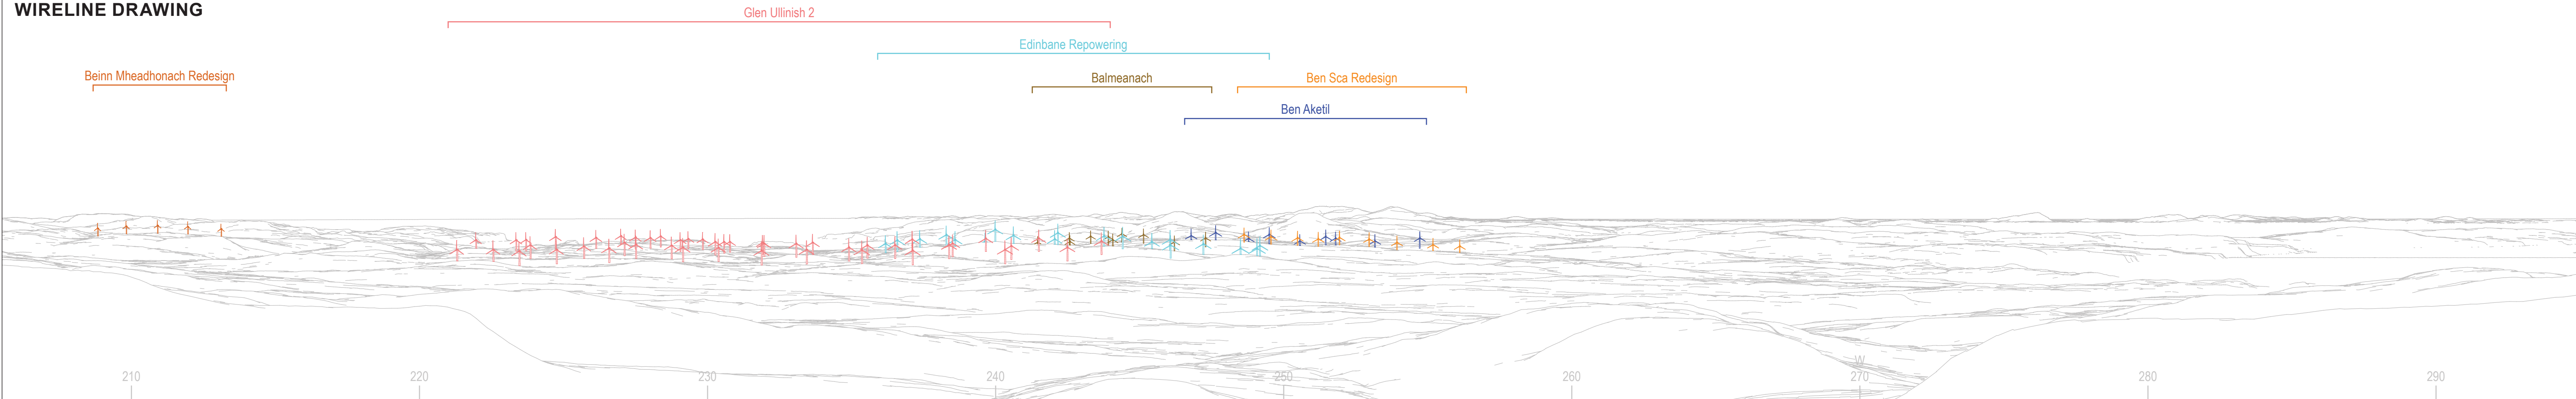 WIRELINE DRAWING
Glen Ullinish 2
Edinbane Repowering
Beinn Mheadhonach Redesign
Balmeanach
Ben Sca Redesign
Ben Aketil
W
210 220 230 240 250 260 270 280 290